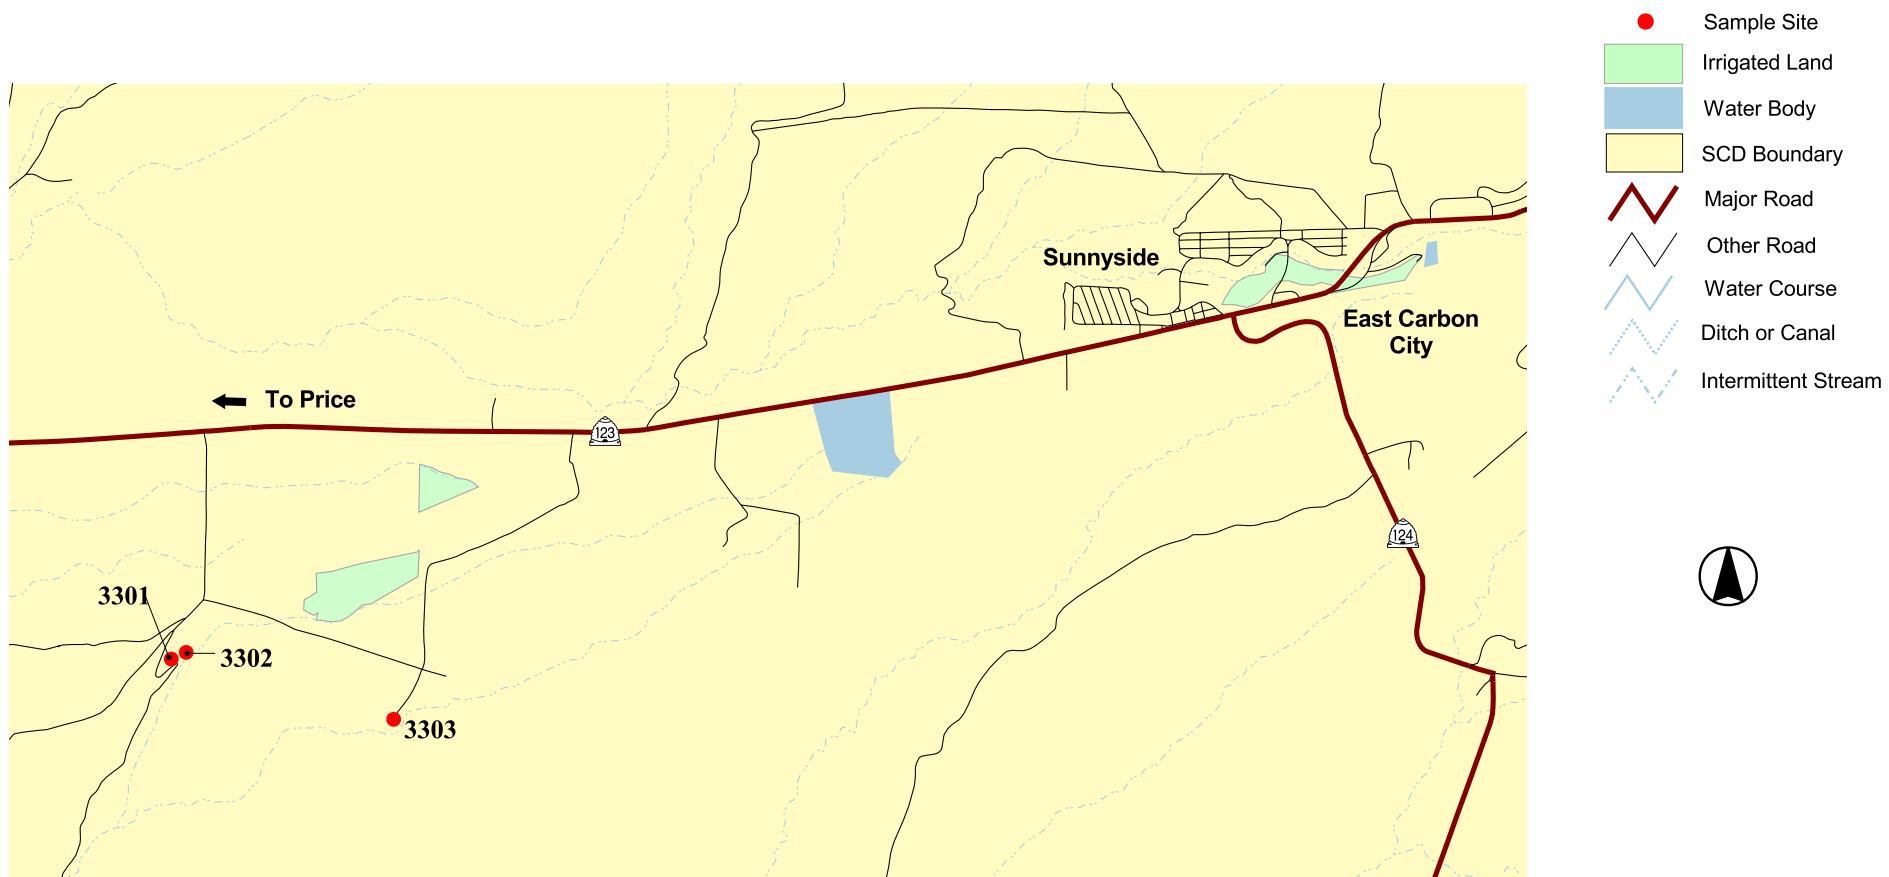 Sample Site
Irrigated Land
Water Body
SCD Boundary
Major Road
Other Road
Water Course
Ditch or Canal
Intermittent Stream
Sunnyside
East Carbon
City
To Price
123
124
3301
3302
3303